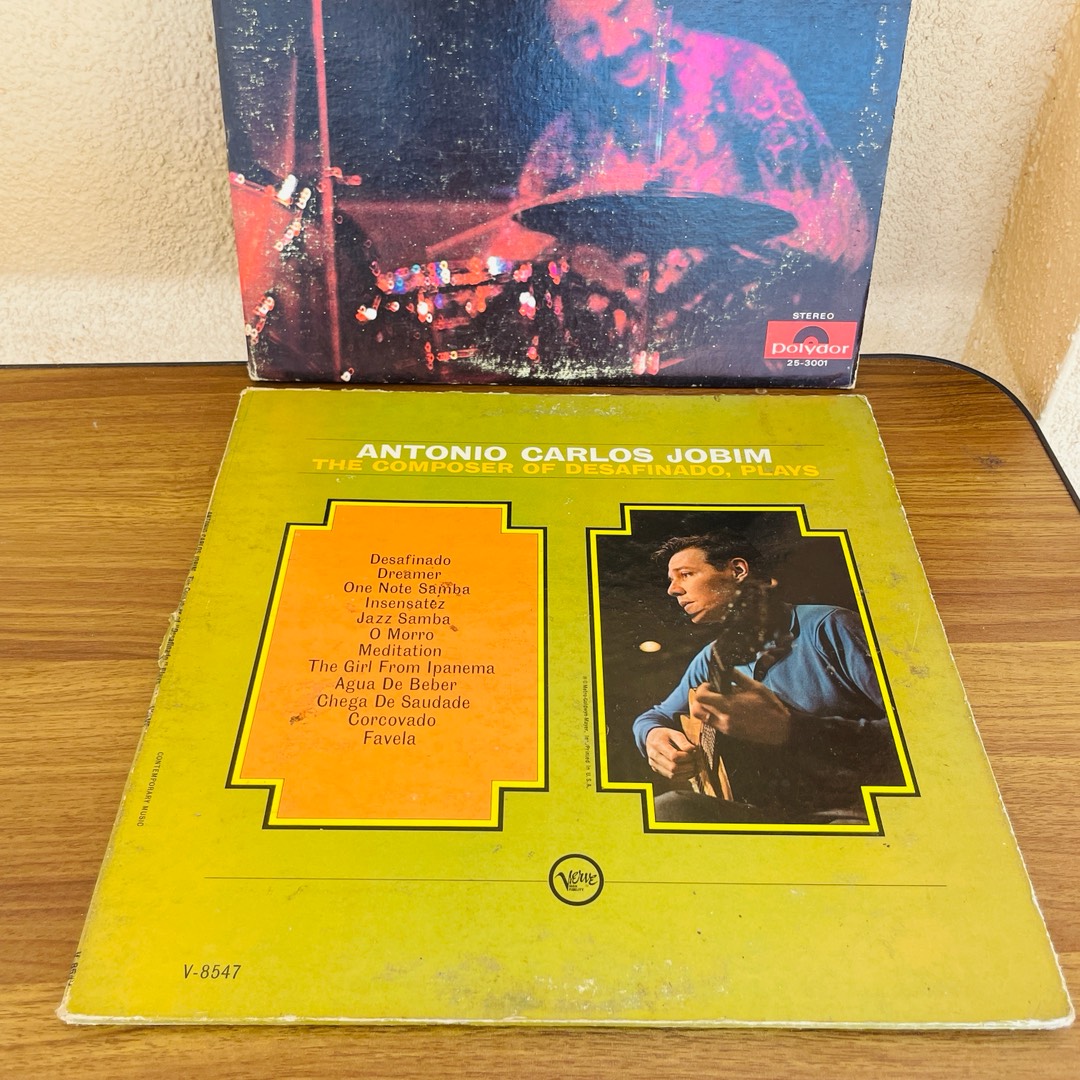 STEREO
Polydor
25-3001
ANTONIO CARLOS JOBIM
THE COMPOSER OF DESAFINADO, PLAYS
Desafinado
Dreamer
One Note Samba
Insensatez
Jazz Samba
O Morro
Meditation
The Girl From Ipanema
Agua De Beber
Chega De Saudade
Corcovado
Favela
CONTEMPORARY MUSIC
Verve
HIGH FIDELITY
V-8547